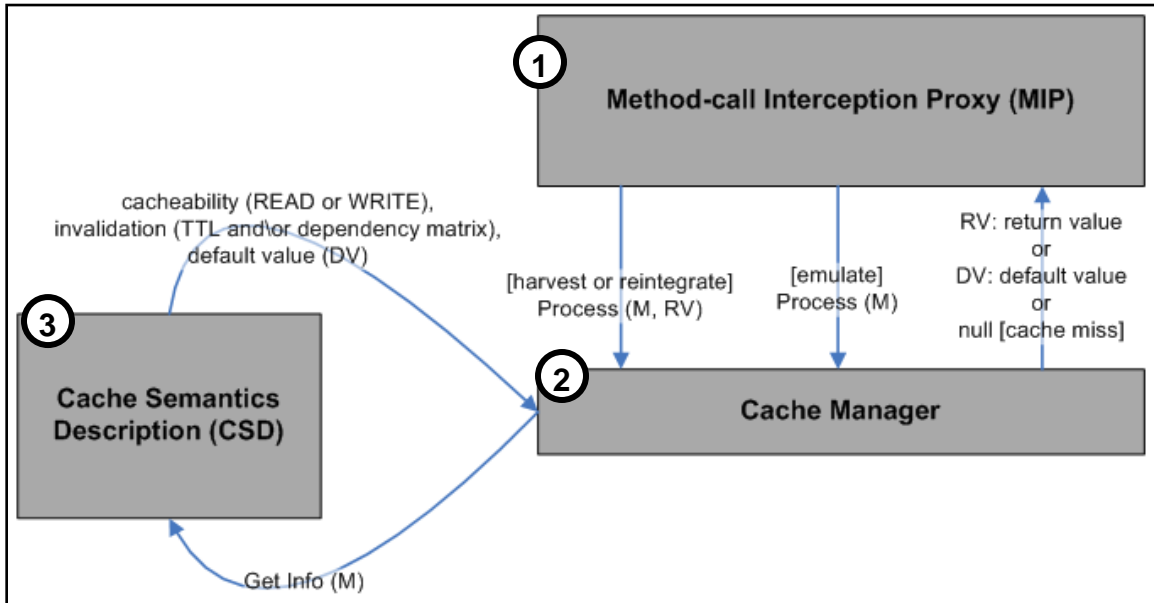 1
Method-call Interception Proxy (MIP)
cacheability (READ or WRITE),
invalidation (TTL and\or dependency matrix),
default value (DV)
[harvest or reintegrate]
Process (M, RV)
[emulate]
Process (M)
RV: return value
or
DV: default value
or
null [cache miss]
3
Cache Semantics
Description (CSD)
2
Cache Manager
Get Info (M)